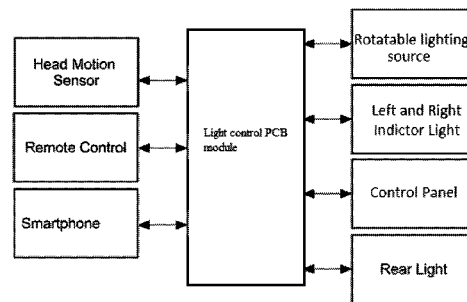 Head Motion
Sensor
Remote Control
Smartphone
Light control PCB
module
Rotatable lighting
source
Left and Right
Indictor Light
Control Panel
Rear Light